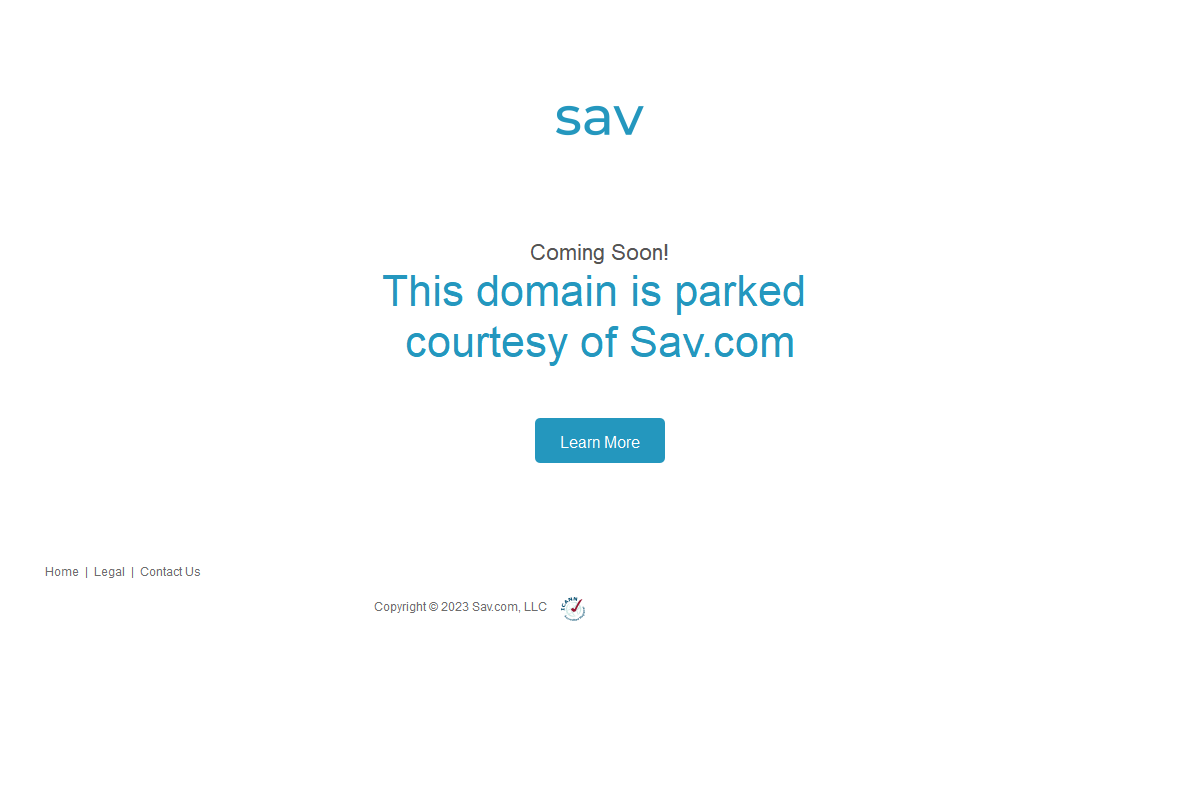 sav
Coming Soon!
This domain is parked
courtesy of Sav.com
Learn More
Home | Legal | Contact Us
Copyright © 2023 Sav.com, LLC
ICANN